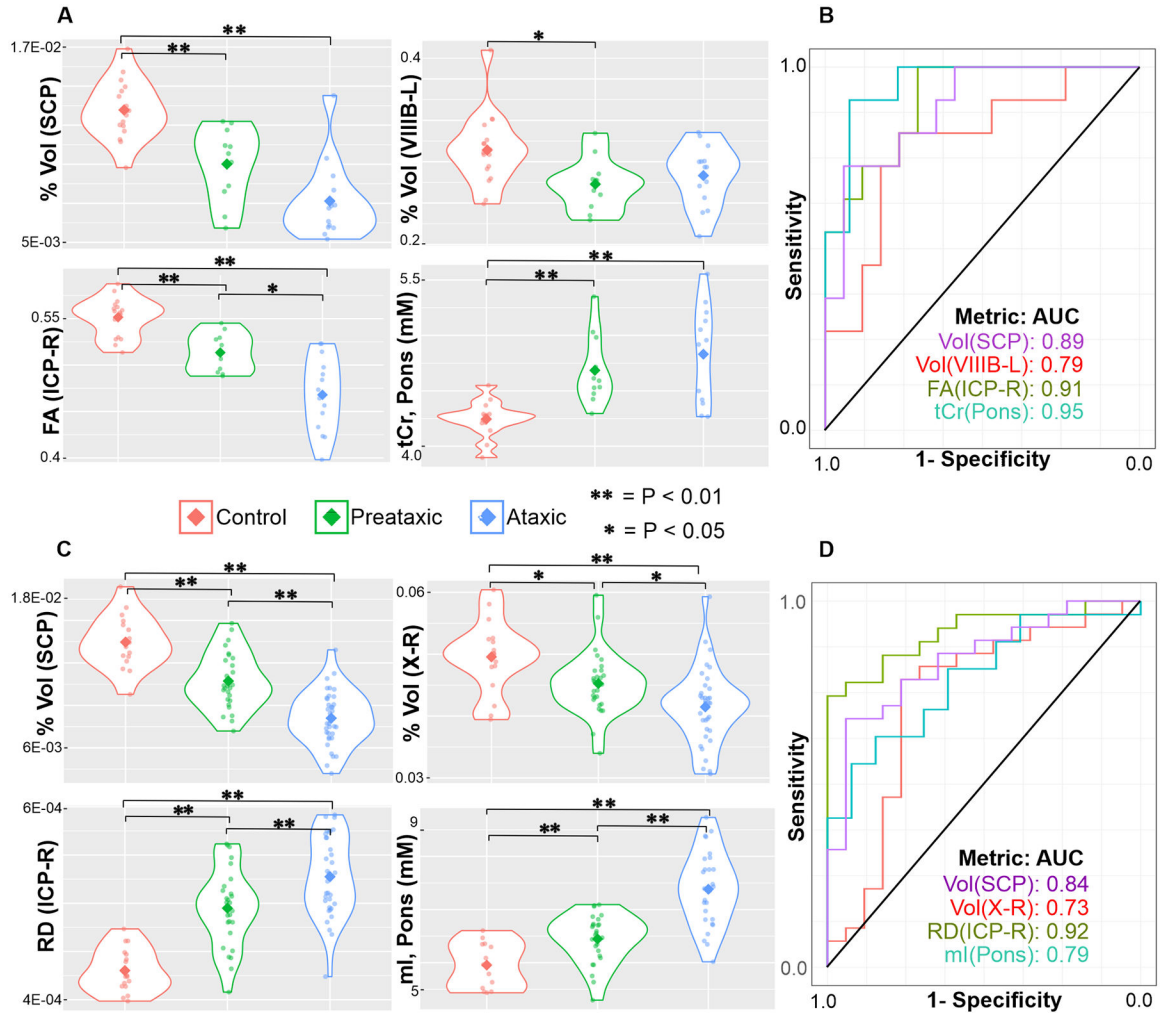 A
**
**
1.7E-02
% Vol (SCP)
5E-03
*
0.4
% Vol (VIIIB-L)
0.2
**
**
*
0.55
FA (ICP-R)
0.4
**
**
5.5
tCr, Pons (mM)
4.0
B
1.0
Sensitivity
0.0
Metric: AUC
Vol(SCP): 0.89
Vol(VIIIB-L): 0.79
FA(ICP-R): 0.91
tCr(Pons): 0.95
1.0
1- Specificity
0.0
Control
Preataxic
Ataxic
** = P < 0.01
* = P < 0.05
C
**
**
**
1.8E-02
% Vol (SCP)
6E-03
**
*
*
0.06
% Vol (X-R)
0.03
**
**
**
6E-04
RD (ICP-R)
4E-04
**
**
**
9
mI, Pons (mM)
5
D
1.0
Sensitivity
0.0
Metric: AUC
Vol(SCP): 0.84
Vol(X-R): 0.73
RD(ICP-R): 0.92
mI(Pons): 0.79
1.0
1- Specificity
0.0